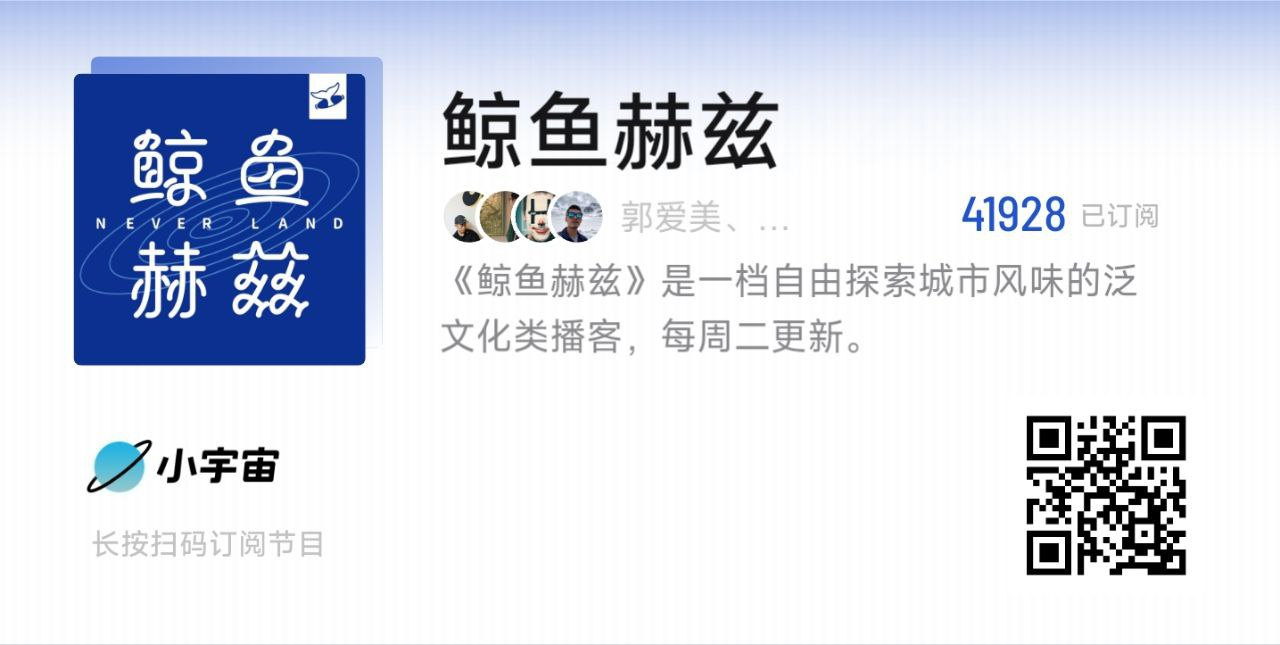 鲸鱼
NEVER LAND
赫兹
鲸鱼赫兹
郭爱美、...
41928 已订阅
《鲸鱼赫兹》是一档自由探索城市风味的泛
文化类播客，每周二更新。
小宇宙
长按扫码订阅节目